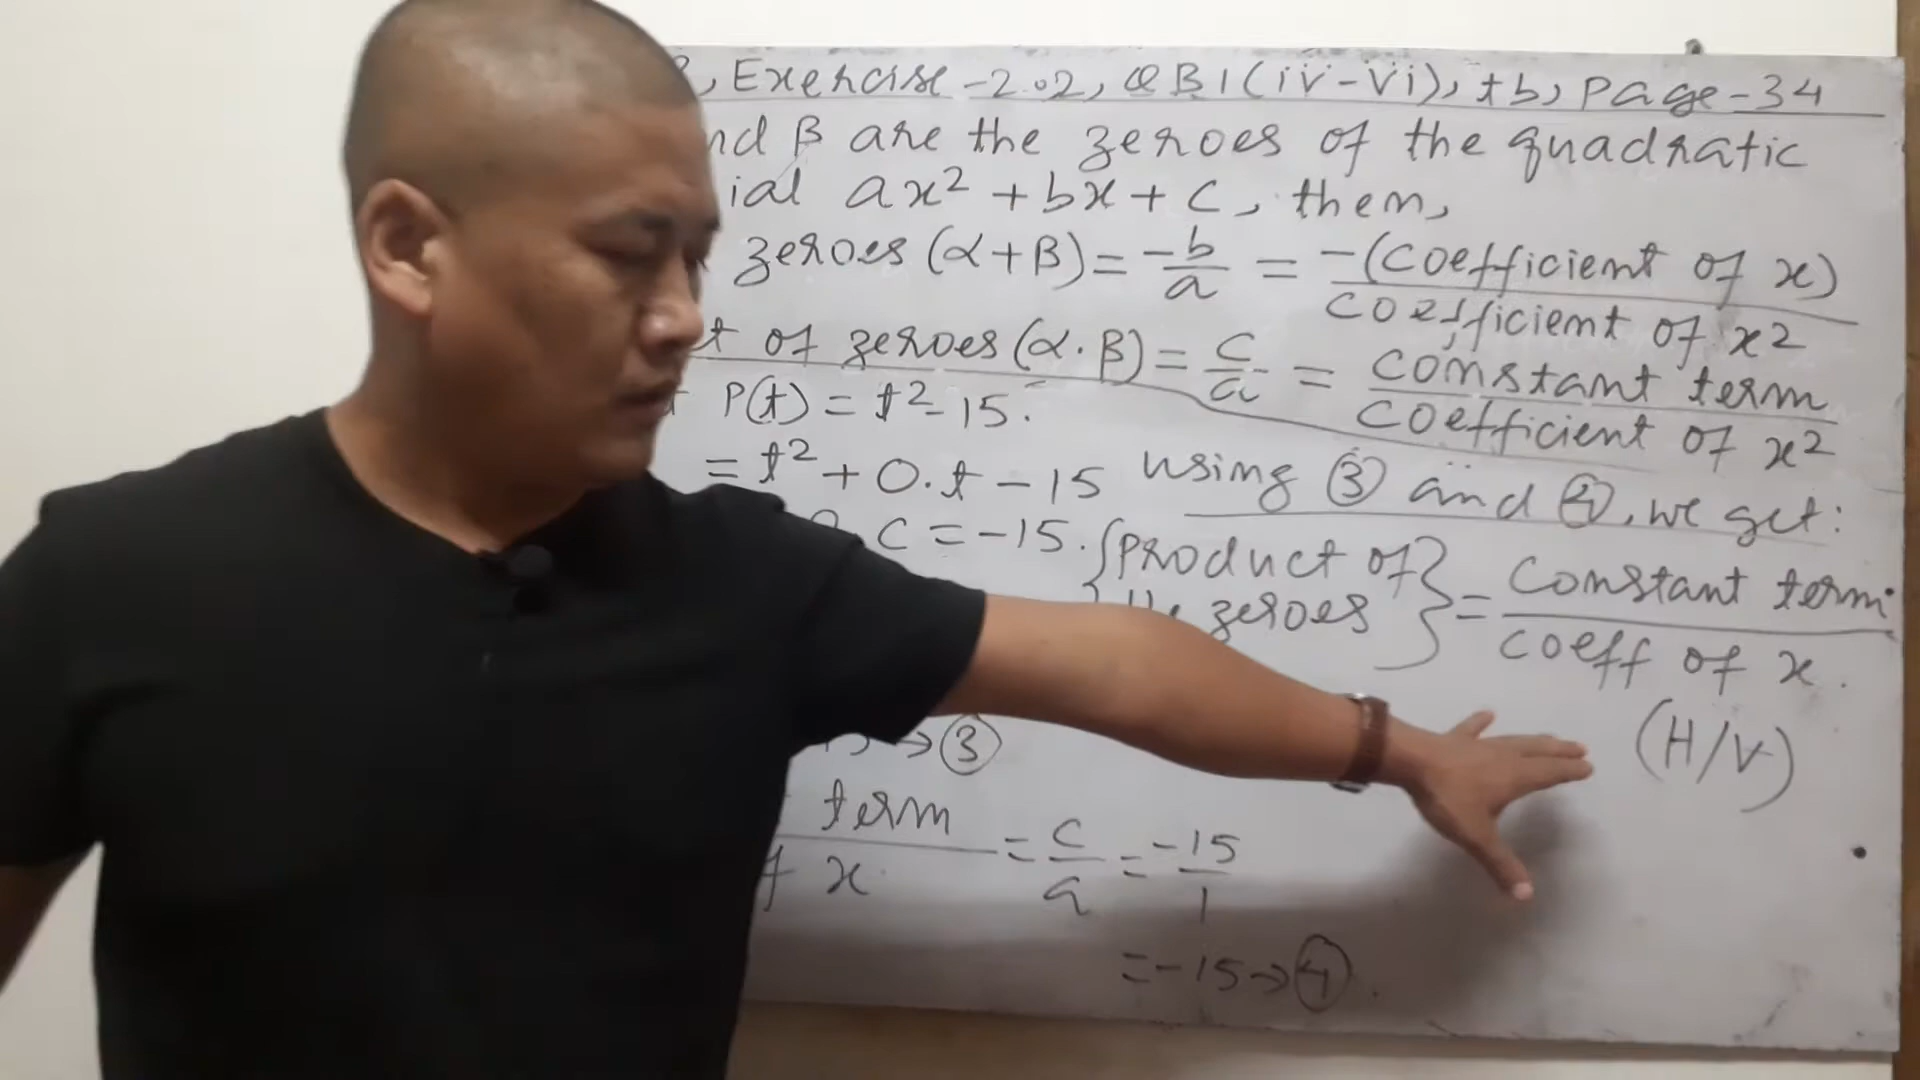 , Exercise-2.02, QB1(iv-vi), tb, page-34
nd β are the zeroes of the quadratic
ial ax² + bx + c, then,
zeroes (α+β) = -b/a = -(coefficient of x)/coefficient of x²
t of zeroes (α.β) = c/a = constant term/coefficient of x²
P(t) = t²-15.
= t² + 0.t - 15
c = -15.
→ ③
term
f x = c/a = -15/1
= -15 → ④.
using ③ and ④, we get:
{product of
the zeroes} = constant term/coeff of x.
(H/V)